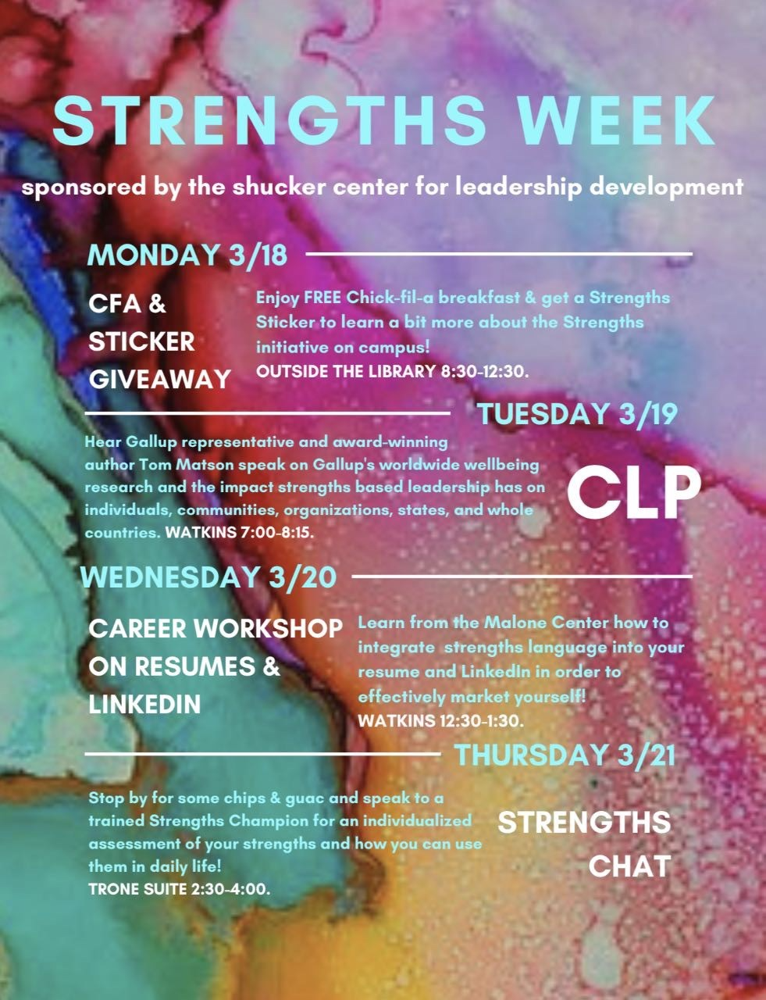 STRENGTHS WEEK
sponsored by the shucker center for leadership development
MONDAY 3/18
CFA &
STICKER
GIVEAWAY
Enjoy FREE Chick-fil-a breakfast & get a Strengths
Sticker to learn a bit more about the Strengths
initiative on campus!
OUTSIDE THE LIBRARY 8:30-12:30.
TUESDAY 3/19
Hear Gallup representative and award-winning
author Tom Matson speak on Gallup's worldwide wellbeing
research and the impact strengths based leadership has on
individuals, communities, organizations, states, and whole
countries. WATKINS 7:00-8:15.
CLP
WEDNESDAY 3/20
CAREER WORKSHOP
ON RESUMES &
LINKEDIN
Learn from the Malone Center how to
integrate  strengths language into your
resume and LinkedIn in order to
effectively market yourself!
WATKINS 12:30-1:30.
THURSDAY 3/21
Stop by for some chips & guac and speak to a
trained Strengths Champion for an individualized
assessment of your strengths and how you can use
them in daily life!
TRONE SUITE 2:30-4:00.
STRENGTHS
CHAT